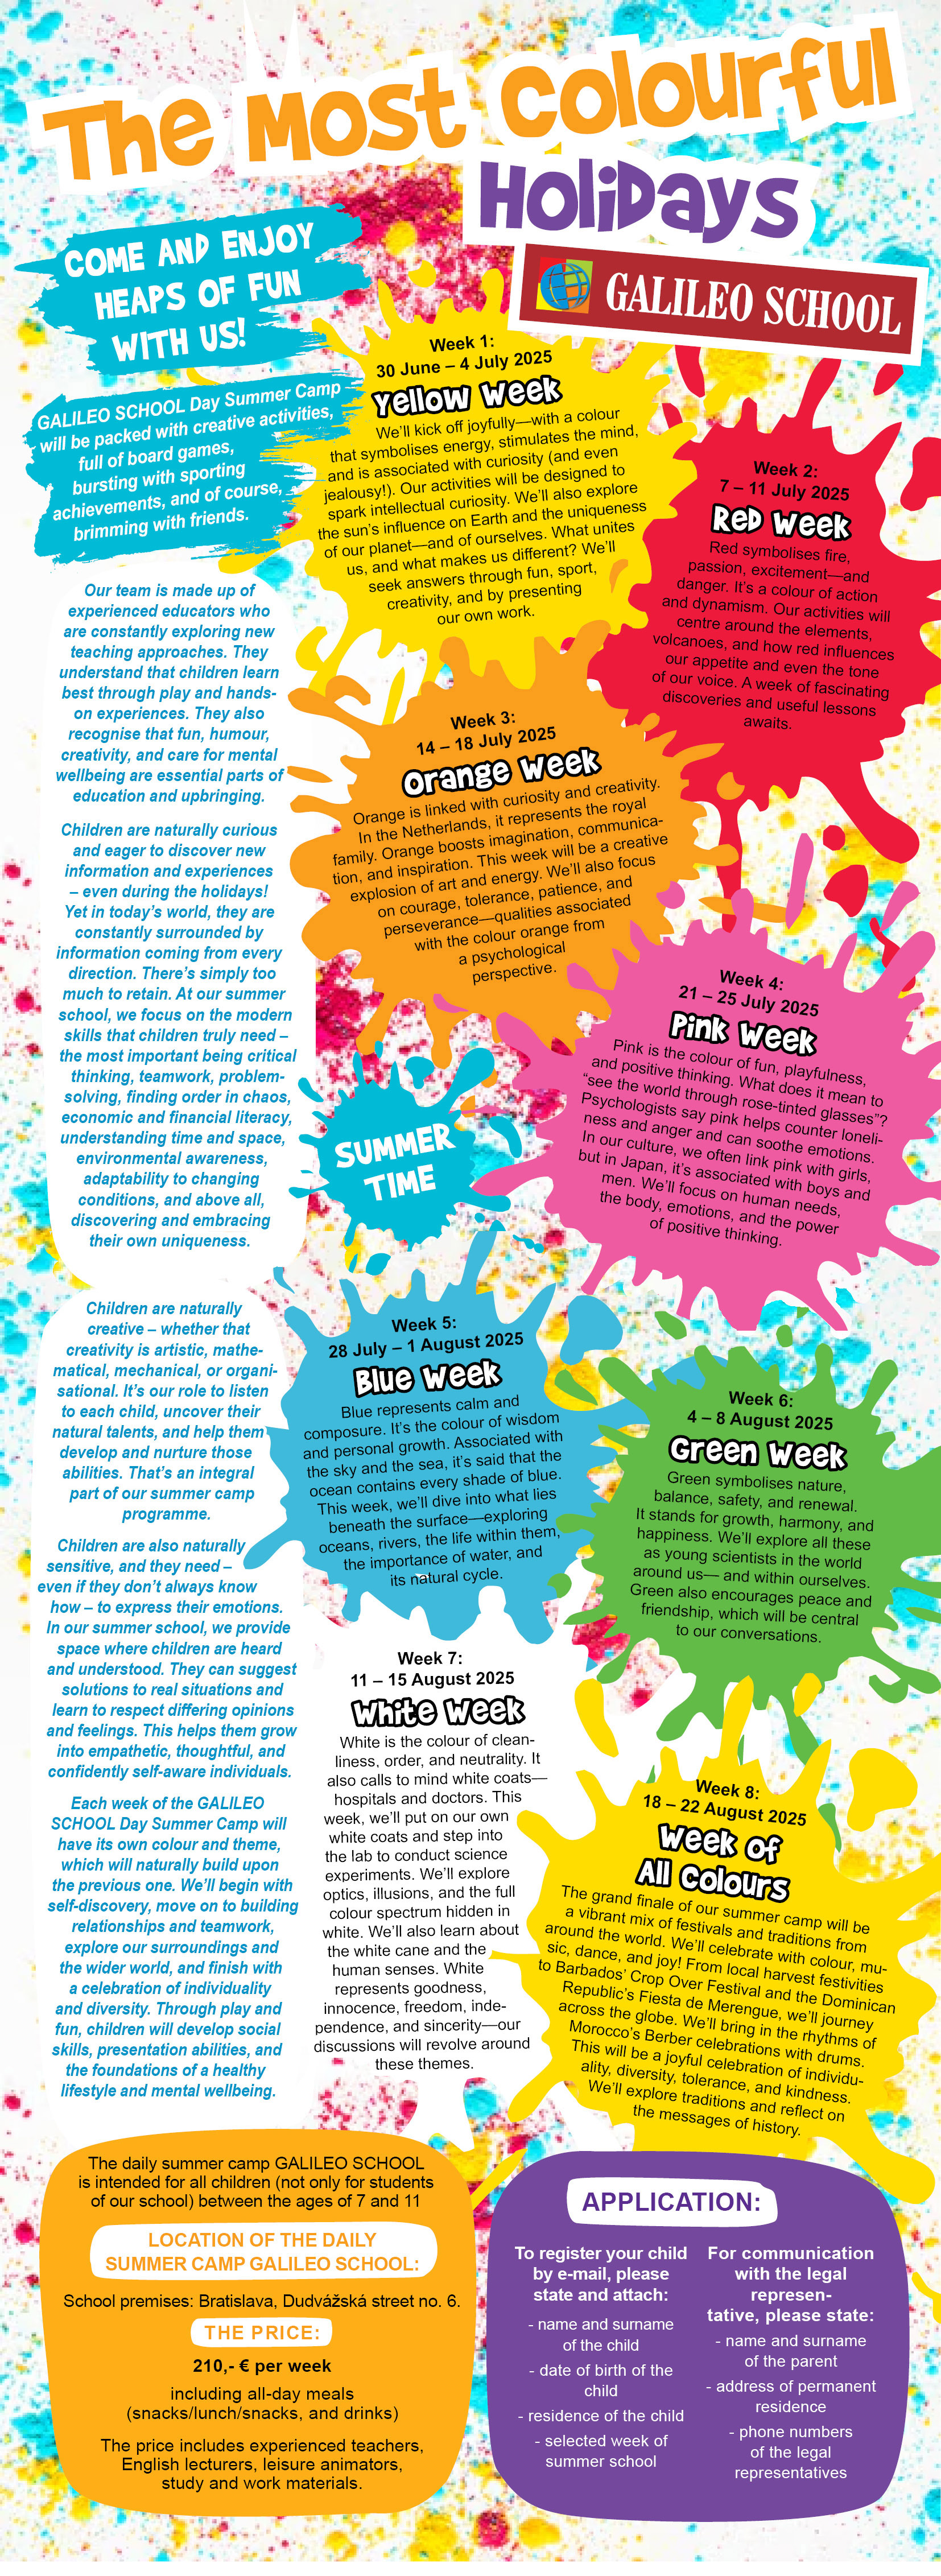 The Most Colourful
Holidays
GALILEO SCHOOL
COME AND ENJOY
HEAPS OF FUN
WITH US!
GALILEO SCHOOL Day Summer Camp
will be packed with creative activities,
full of board games,
bursting with sporting
achievements, and of course,
brimming with friends.
Our team is made up of
experienced educators who
are constantly exploring new
teaching approaches. They
understand that children learn
best through play and hands-
on experiences. They also
recognise that fun, humour,
creativity, and care for mental
wellbeing are essential parts of
education and upbringing.
Children are naturally curious
and eager to discover new
information and experiences
– even during the holidays!
Yet in today's world, they are
constantly surrounded by
information coming from every
direction. There's simply too
much to retain. At our summer
school, we focus on the modern
skills that children truly need –
the most important being critical
thinking, teamwork, problem-
solving, finding order in chaos,
economic and financial literacy,
understanding time and space,
environmental awareness,
adaptability to changing
conditions, and above all,
discovering and embracing
their own uniqueness.
Children are naturally
creative – whether that
creativity is artistic, mathe-
matical, mechanical, or organi-
sational. It's our role to listen
to each child, uncover their
natural talents, and help them
develop and nurture those
abilities. That's an integral
part of our summer camp
programme.
Children are also naturally
sensitive, and they need –
even if they don't always know
how – to express their emotions.
In our summer school, we provide
space where children are heard
and understood. They can suggest
solutions to real situations and
learn to respect differing opinions
and feelings. This helps them grow
into empathetic, thoughtful, and
confidently self-aware individuals.
Each week of the GALILEO
SCHOOL Day Summer Camp will
have its own colour and theme,
which will naturally build upon
the previous one. We'll begin with
self-discovery, move on to building
relationships and teamwork,
explore our surroundings and
the wider world, and finish with
a celebration of individuality
and diversity. Through play and
fun, children will develop social
skills, presentation abilities, and
the foundations of a healthy
lifestyle and mental wellbeing.
Week 1:
30 June – 4 July 2025
Yellow Week
We'll kick off joyfully—with a colour
that symbolises energy, stimulates the mind,
and is associated with curiosity (and even
jealousy!). Our activities will be designed to
spark intellectual curiosity. We'll also explore
the sun's influence on Earth and the uniqueness
of our planet—and of ourselves. What unites
us, and what makes us different? We'll
seek answers through fun, sport,
creativity, and by presenting
our own work.
Week 2:
7 – 11 July 2025
Red Week
Red symbolises fire,
passion, excitement—and
danger. It's a colour of action
and dynamism. Our activities will
centre around the elements,
volcanoes, and how red influences
our appetite and even the tone
of our voice. A week of fascinating
discoveries and useful lessons
awaits.
Week 3:
14 – 18 July 2025
Orange Week
Orange is linked with curiosity and creativity.
In the Netherlands, it represents the royal
family. Orange boosts imagination, communica-
tion, and inspiration. This week will be a creative
explosion of art and energy. We'll also focus
on courage, tolerance, patience, and
perseverance—qualities associated
with the colour orange from
a psychological
perspective.
Week 4:
21 – 25 July 2025
Pink Week
Pink is the colour of fun, playfulness,
and positive thinking. What does it mean to
“see the world through rose-tinted glasses”?
Psychologists say pink helps counter loneli-
ness and anger and can soothe emotions.
In our culture, we often link pink with girls,
but in Japan, it's associated with boys and
men. We'll focus on human needs,
the body, emotions, and the power
of positive thinking.
SUMMER
TIME
Week 5:
28 July – 1 August 2025
Blue Week
Blue represents calm and
composure. It's the colour of wisdom
and personal growth. Associated with
the sky and the sea, it's said that the
ocean contains every shade of blue.
This week, we'll dive into what lies
beneath the surface—exploring
oceans, rivers, the life within them,
the importance of water, and
its natural cycle.
Week 6:
4 – 8 August 2025
Green Week
Green symbolises nature,
balance, safety, and renewal.
It stands for growth, harmony, and
happiness. We'll explore all these
as young scientists in the world
around us— and within ourselves.
Green also encourages peace and
friendship, which will be central
to our conversations.
Week 7:
11 – 15 August 2025
White Week
White is the colour of clean-
liness, order, and neutrality. It
also calls to mind white coats—
hospitals and doctors. This
week, we'll put on our own
white coats and step into
the lab to conduct science
experiments. We'll explore
optics, illusions, and the full
colour spectrum hidden in
white. We'll also learn about
the white cane and the
human senses. White
represents goodness,
innocence, freedom, inde-
pendence, and sincerity—our
discussions will revolve around
these themes.
Week 8:
18 – 22 August 2025
Week of
All Colours
The grand finale of our summer camp will be
a vibrant mix of festivals and traditions from
around the world. We'll celebrate with colour, mu-
sic, dance, and joy! From local harvest festivities
to Barbados' Crop Over Festival and the Dominican
Republic's Fiesta de Merengue, we'll journey
across the globe. We'll bring in the rhythms of
Morocco's Berber celebrations with drums.
This will be a joyful celebration of individu-
ality, diversity, tolerance, and kindness.
We'll explore traditions and reflect on
the messages of history.
The daily summer camp GALILEO SCHOOL
is intended for all children (not only for students
of our school) between the ages of 7 and 11
LOCATION OF THE DAILY
SUMMER CAMP GALILEO SCHOOL:
School premises: Bratislava, Dudvážská street no. 6.
THE PRICE:
210,- € per week
including all-day meals
(snacks/lunch/snacks, and drinks)
The price includes experienced teachers,
English lecturers, leisure animators,
study and work materials.
APPLICATION:
To register your child
by e-mail, please
state and attach:
- name and surname
of the child
- date of birth of the
child
- residence of the child
- selected week of
summer school
For communication
with the legal
represen-
tative, please state:
- name and surname
of the parent
- address of permanent
residence
- phone numbers
of the legal
representatives